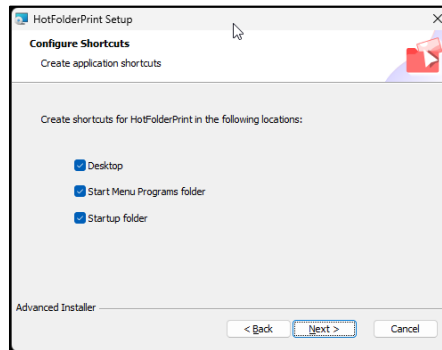 HotFolderPrint Setup
Configure Shortcuts
Create application shortcuts
Create shortcuts for HotFolderPrint in the following locations:
Desktop
Start Menu Programs folder
Startup folder
Advanced Installer
< Back Next > Cancel